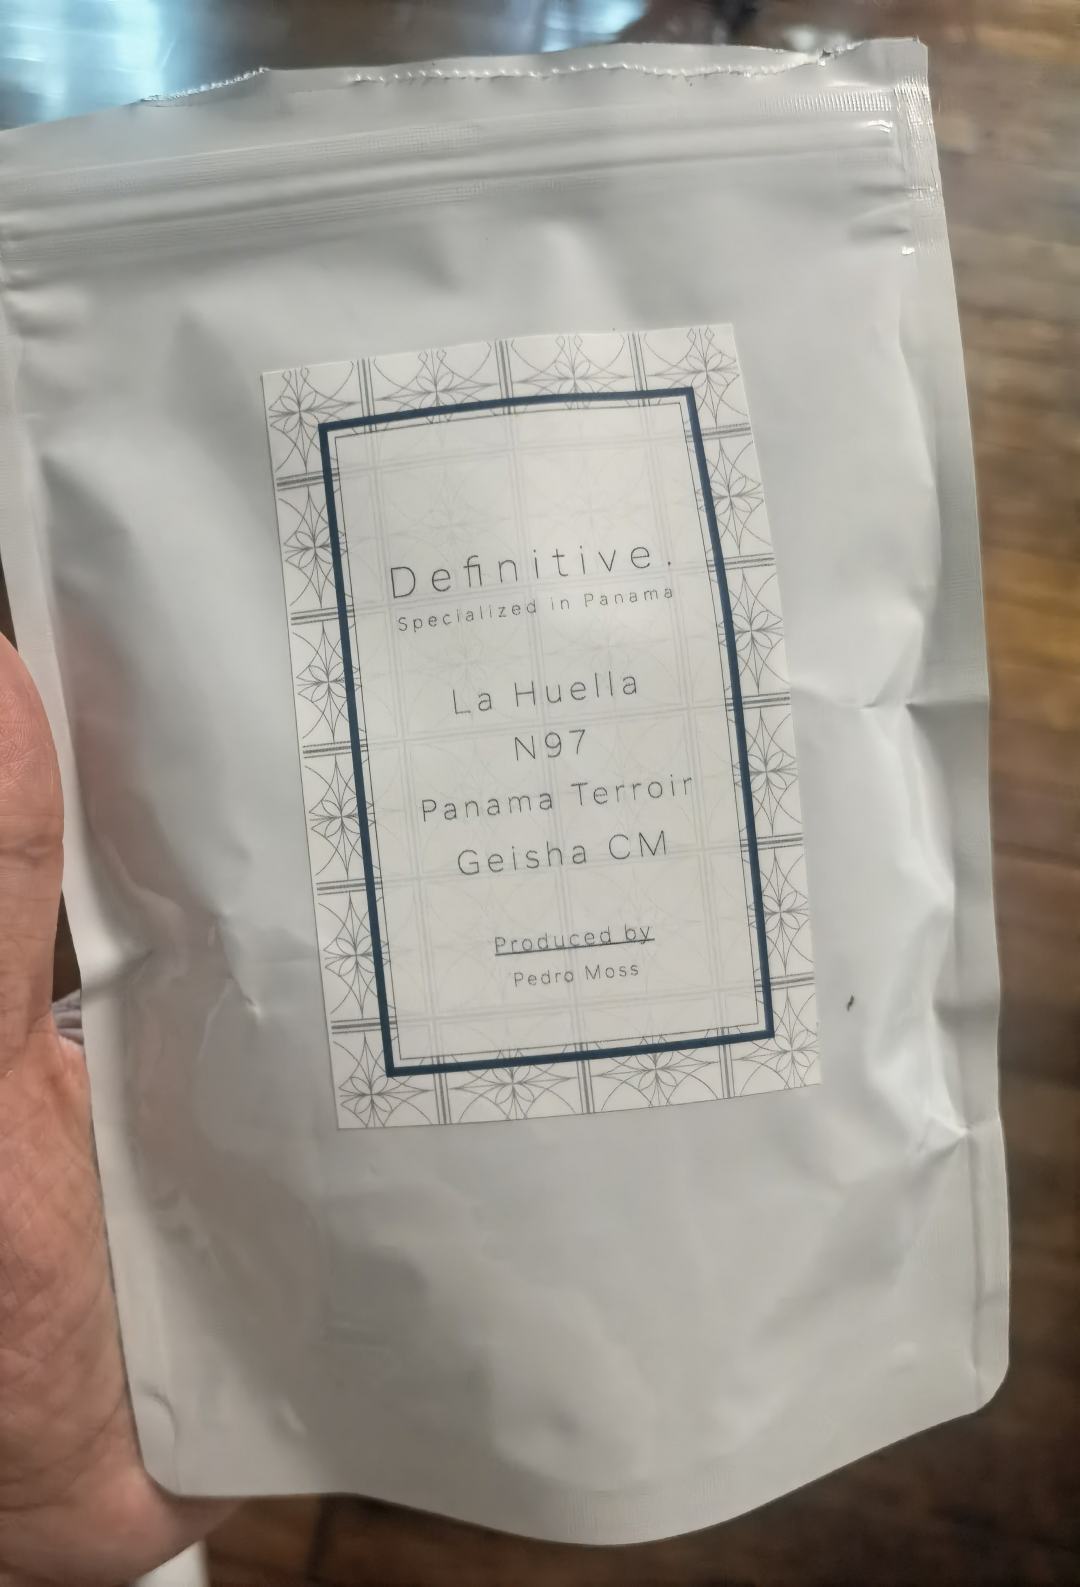 Definitive.
Specialized in Panama
La Huella
N97
Panama Terroir
Geisha CM
Produced by
Pedro Moss